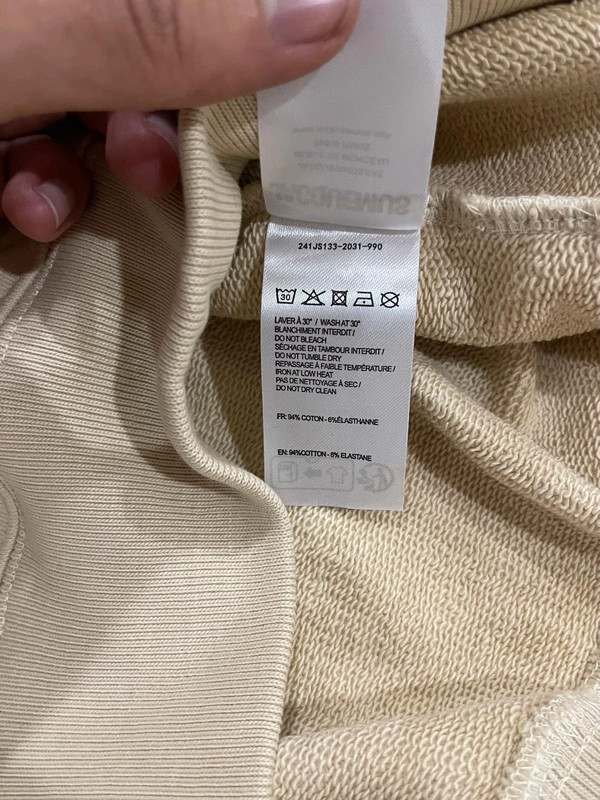 241JS133-2031-990
30
LAVER À 30° / WASH AT 30°
BLANCHIMENT INTERDIT /
DO NOT BLEACH
SÉCHAGE EN TAMBOUR INTERDIT /
DO NOT TUMBLE DRY
REPASSAGE À FAIBLE TEMPÉRATURE /
IRON AT LOW HEAT
PAS DE NETTOYAGE À SEC /
DO NOT DRY CLEAN
FR: 94% COTON - 6%ÉLASTHANNE
EN: 94%COTTON - 6% ELASTANE